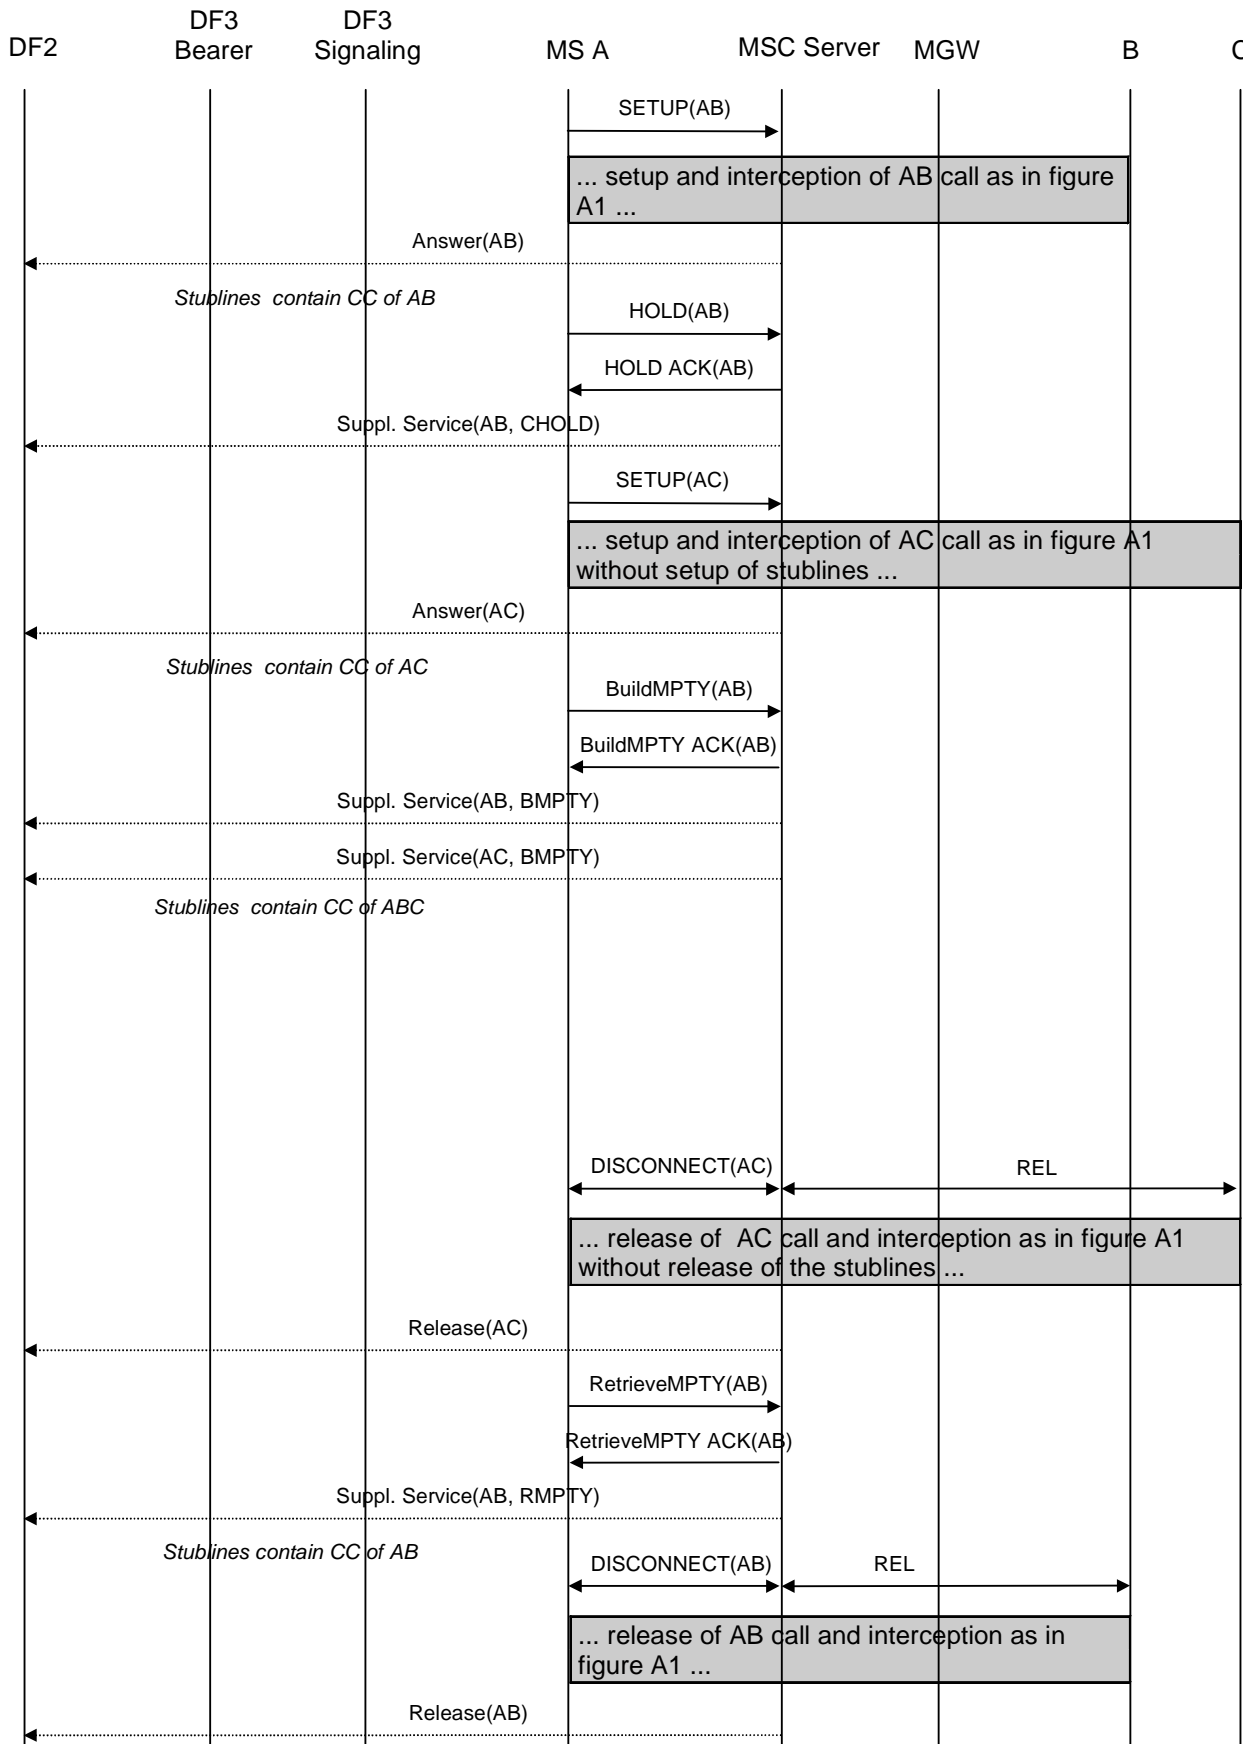 DF2
DF3
Bearer
DF3
Signaling
MS A
MSC Server
MGW
B
C
SETUP(AB)
... setup and interception of AB call as in figure
A1 ...
Answer(AB)
Stublines contain CC of AB
HOLD(AB)
HOLD ACK(AB)
Suppl. Service(AB, CHOLD)
SETUP(AC)
... setup and interception of AC call as in figure A1
without setup of stublines ...
Answer(AC)
Stublines contain CC of AC
BuildMPTY(AB)
BuildMPTY ACK(AB)
Suppl. Service(AB, BMPTY)
Suppl. Service(AC, BMPTY)
Stublines contain CC of ABC
DISCONNECT(AC)
REL
... release of AC call and interception as in figure A1
without release of the stublines ...
Release(AC)
RetrieveMPTY(AB)
RetrieveMPTY ACK(AB)
Suppl. Service(AB, RMPTY)
Stublines contain CC of AB
DISCONNECT(AB)
REL
... release of AB call and interception as in
figure A1 ...
Release(AB)